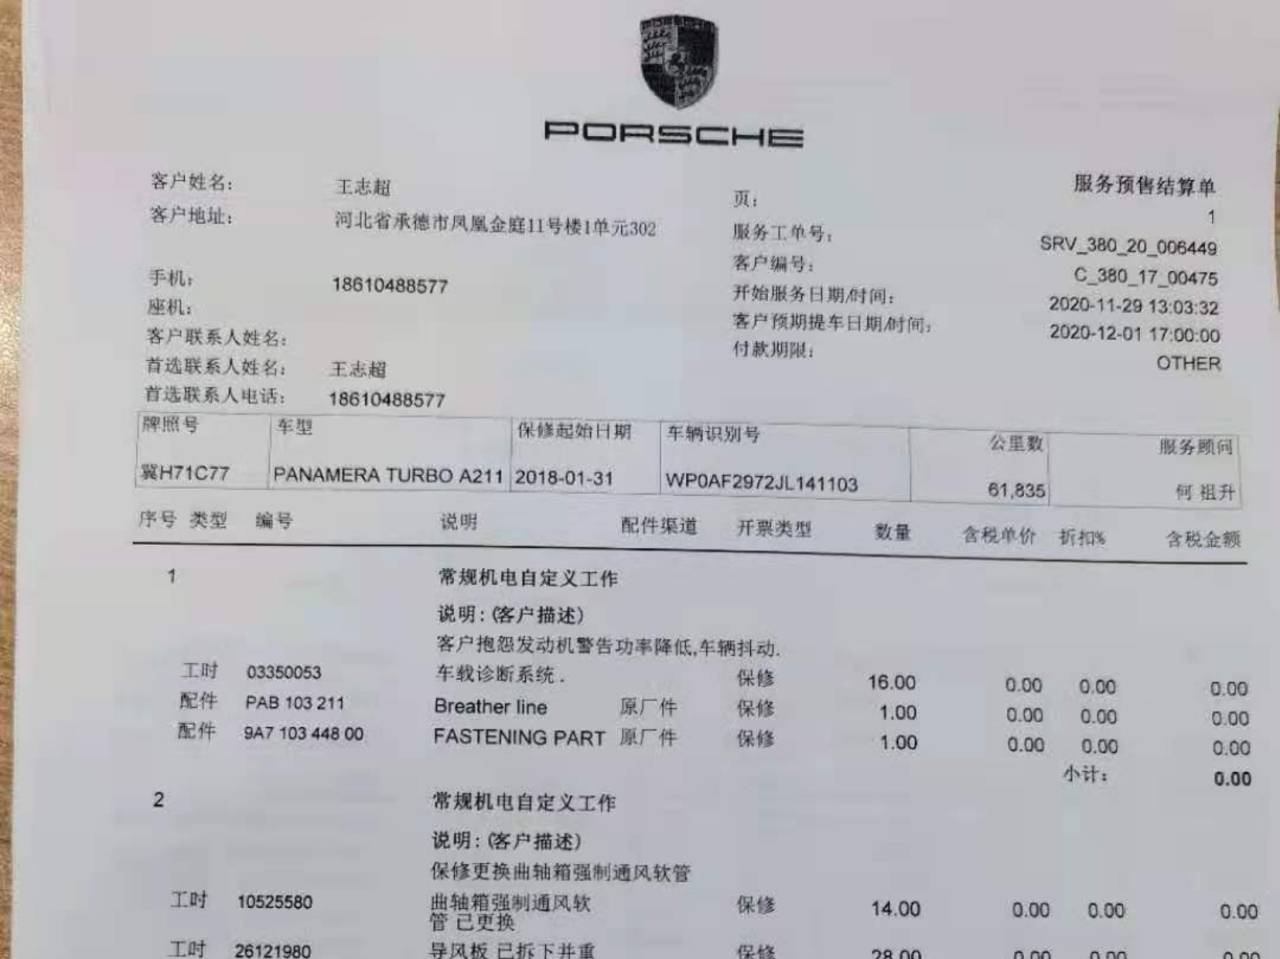 PORSCHE
服务预售结算单
客户姓名: 王志超 页: 1
客户地址: 河北省承德市凤凰金庭11号楼1单元302 服务工单号: SRV_380_20_006449
客户编号: C_380_17_00475
手机: 18610488577 开始服务日期/时间: 2020-11-29 13:03:32
座机: 客户预期提车日期/时间: 2020-12-01 17:00:00
客户联系人姓名: 付款期限: OTHER
首选联系人姓名: 王志超
首选联系人电话: 18610488577
牌照号 车型 保修起始日期 车辆识别号 公里数 服务顾问
冀H71C77 PANAMERA TURBO A211 2018-01-31 WP0AF2972JL141103 61,835 何 祖升
序号 类型 编号 说明 配件渠道 开票类型 数量 含税单价 折扣% 含税金额
1 常规机电自定义工作
说明:(客户描述)
客户抱怨发动机警告功率降低,车辆抖动.
工时 03350053 车载诊断系统. 保修 16.00 0.00 0.00 0.00
配件 PAB 103 211 Breather line 原厂件 保修 1.00 0.00 0.00 0.00
配件 9A7 103 448 00 FASTENING PART 原厂件 保修 1.00 0.00 0.00 0.00
小计: 0.00
2 常规机电自定义工作
说明:(客户描述)
保修更换曲轴箱强制通风软管
工时 10525580 曲轴箱强制通风软 保修 14.00 0.00 0.00 0.00
管 已更换
工时 26121980 导风板 已拆下并重 保修 28.00 0.00 0.00 0.00